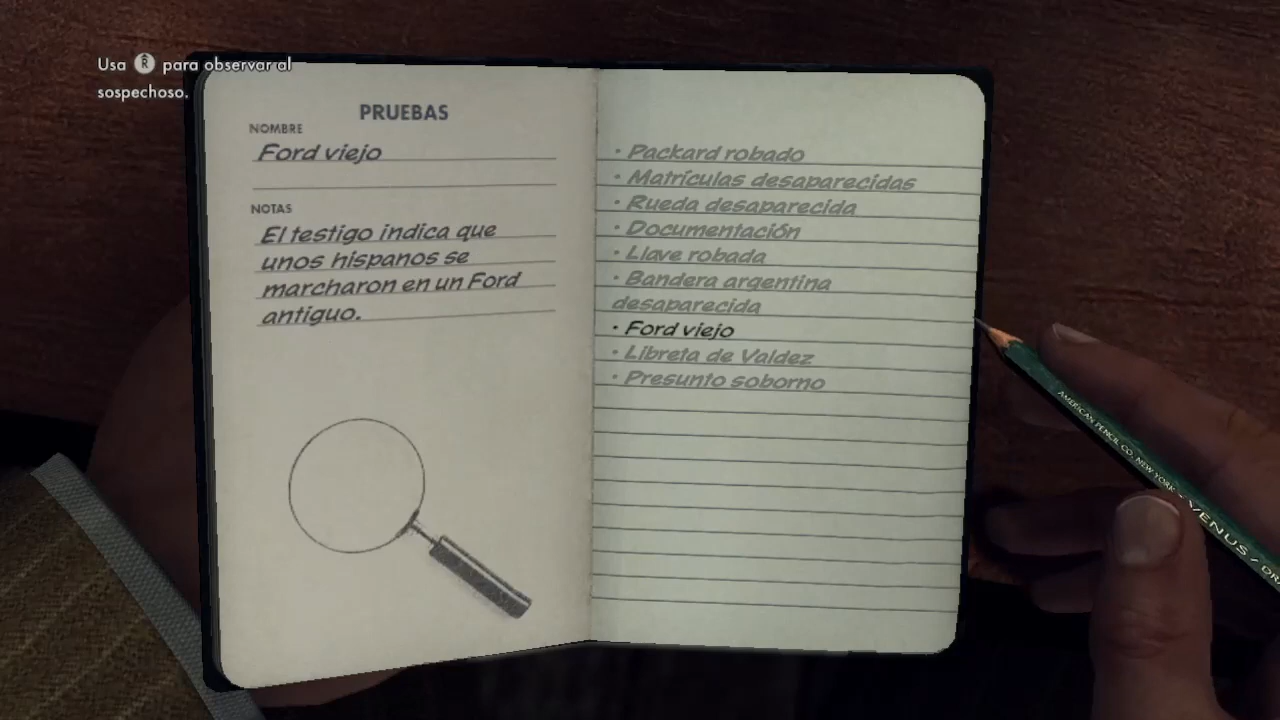 Usa R para observar al
sospechoso.
PRUEBAS
NOMBRE
Ford viejo
NOTAS
El testigo indica que
unos hispanos se
marcharon en un Ford
antiguo.
• Packard robado
• Matrículas desaparecidas
• Rueda desaparecida
• Documentación
• Llave robada
• Bandera argentina
desaparecida
• Ford viejo
• Libreta de Valdez
• Presunto soborno
AMERICAN PENCIL CO. NEW YORK VENUS /